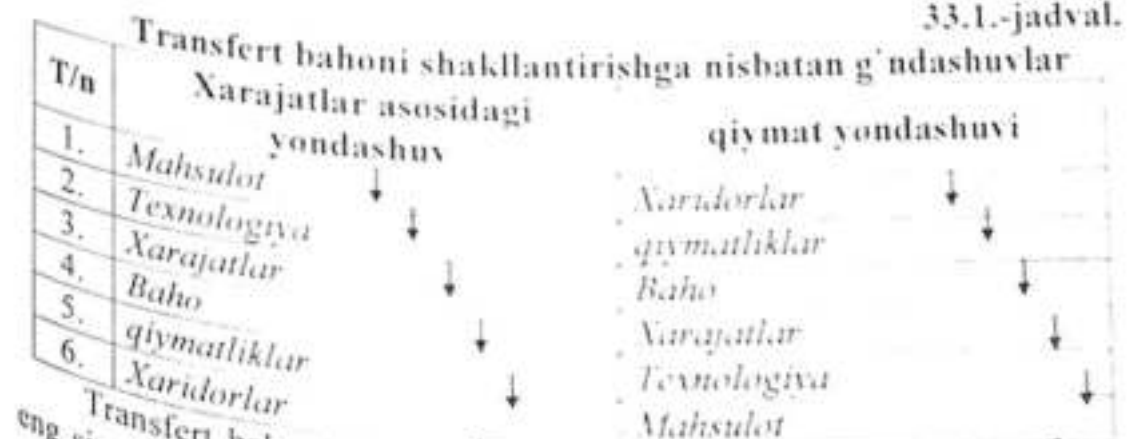 33.1.-jadval.
Transfert bahoni shakllantirishga nisbatan g`ndashuvlar
T/n Xarajatlar asosidagi yondashuv qiymat yondashuvi
1. Mahsulot ↓ Xaridorlar ↓
2. Texnologiya ↓ qiymatliklar ↓
3. Xarajatlar ↓ Baho ↓
4. Baho ↓ Xarajatlar ↓
5. qiymatliklar ↓ Texnologiya ↓
6. Xaridorlar Mahsulot
Transfert
eng